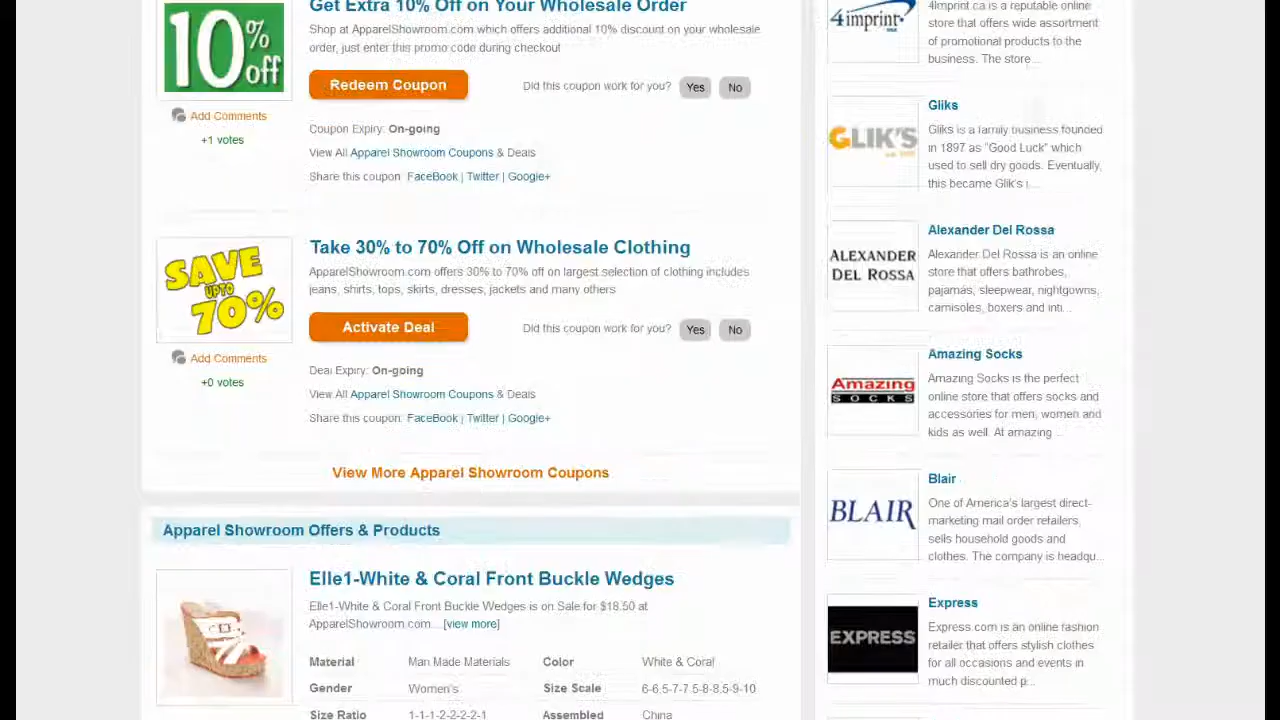 10% off
Get Extra 10% Off on Your Wholesale Order
Shop at ApparelShowroom.com which offers additional 10% discount on your wholesale
order, just enter this promo code during checkout
Redeem Coupon
Did this coupon work for you? Yes No
Add Comments
+1 votes
Coupon Expiry: On-going
View All Apparel Showroom Coupons & Deals
Share this coupon: FaceBook | Twitter | Google+
SAVE
UPTO
70%
Take 30% to 70% Off on Wholesale Clothing
ApparelShowroom.com offers 30% to 70% off on largest selection of clothing includes
jeans, shirts, tops, skirts, dresses, jackets and many others
Activate Deal
Did this coupon work for you? Yes No
Add Comments
+0 votes
Deal Expiry: On-going
View All Apparel Showroom Coupons & Deals
Share this coupon: FaceBook | Twitter | Google+
View More Apparel Showroom Coupons
Apparel Showroom Offers & Products
Elle1-White & Coral Front Buckle Wedges
Elle1-White & Coral Front Buckle Wedges is on Sale for $18.50 at
ApparelShowroom.com... [view more]
Material Man Made Materials Color White & Coral
Gender Women's Size Scale 6-6.5-7-7.5-8-8.5-9-10
Size Ratio 1-1-1-2-2-2-2-1 Assembled China
4imprint
4Imprint.ca is a reputable online
store that offers wide assortment
of promotional products to the
business. The store...
GLIK'S
Gliks
Gliks is a family business founded
in 1897 as "Good Luck" which
used to sell dry goods. Eventually,
this became Glik's i...
ALEXANDER
DEL ROSSA
Alexander Del Rossa
Alexander Del Rossa is an online
store that offers bathrobes,
pajamas, sleepwear, nightgowns,
camisoles, boxers and inti...
Amazing
SOCKS
Amazing Socks
Amazing Socks is the perfect
online store that offers socks and
accessories for men, women and
kids as well. At amazing ...
BLAIR
Blair
One of America's largest direct-
marketing mail order retailers,
sells household goods and
clothes. The company is headqu...
EXPRESS
Express
Express.com is an online fashion
retailer that offers stylish clothes
for all occasions and events in
much discounted p...